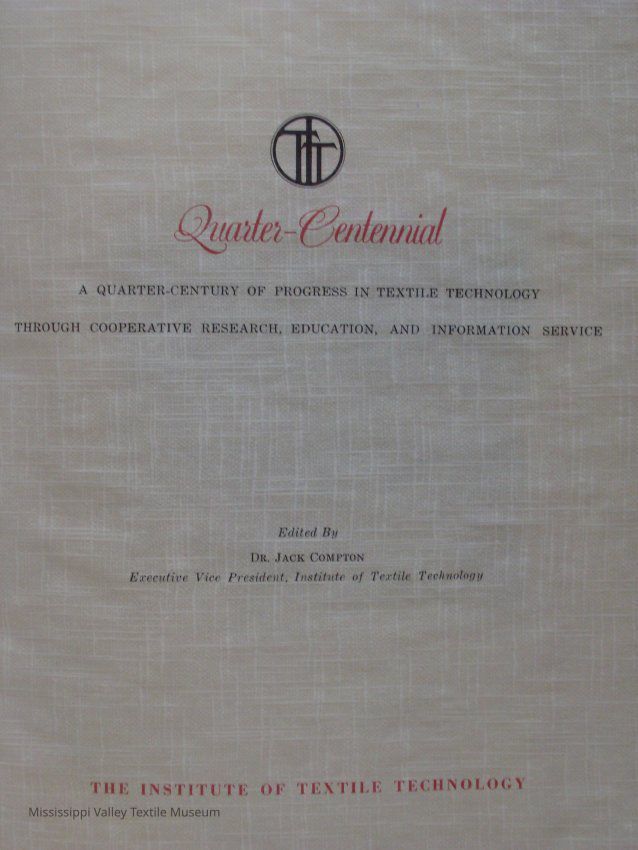 ITT
Quarter-Centennial
A QUARTER-CENTURY OF PROGRESS IN TEXTILE TECHNOLOGY
THROUGH COOPERATIVE RESEARCH, EDUCATION, AND INFORMATION SERVICE
Edited By
DR. JACK COMPTON
Executive Vice President, Institute of Textile Technology
THE INSTITUTE OF TEXTILE TECHNOLOGY
Mississippi Valley Textile Museum